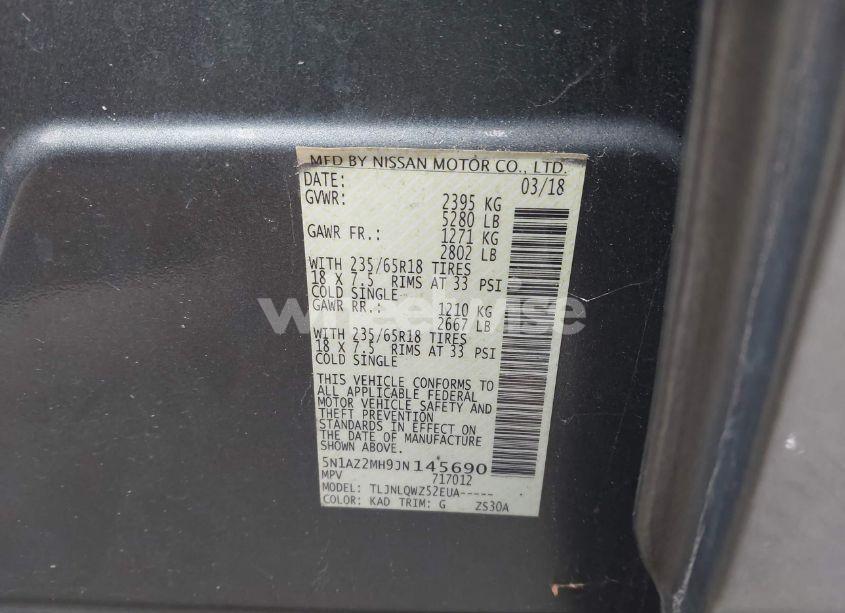 MFD BY NISSAN MOTOR CO., LTD.
DATE: 03/18
GVWR: 2395 KG
5280 LB
GAWR FR.: 1271 KG
2802 LB
WITH 235/65R18 TIRES
18 X 7.5 RIMS AT 33 PSI
COLD SINGLE
GAWR RR.: 1210 KG
2667 LB
WITH 235/65R18 TIRES
18 X 7.5 RIMS AT 33 PSI
COLD SINGLE
THIS VEHICLE CONFORMS TO
ALL APPLICABLE FEDERAL
MOTOR VEHICLE SAFETY AND
THEFT PREVENTION
STANDARDS IN EFFECT ON
THE DATE OF MANUFACTURE
SHOWN ABOVE.
5N1AZ2MH9JN145690
MPV 717012
MODEL: TLJNLQWZ52EUA-----
COLOR: KAD TRIM: G ZS30A
wheelwise